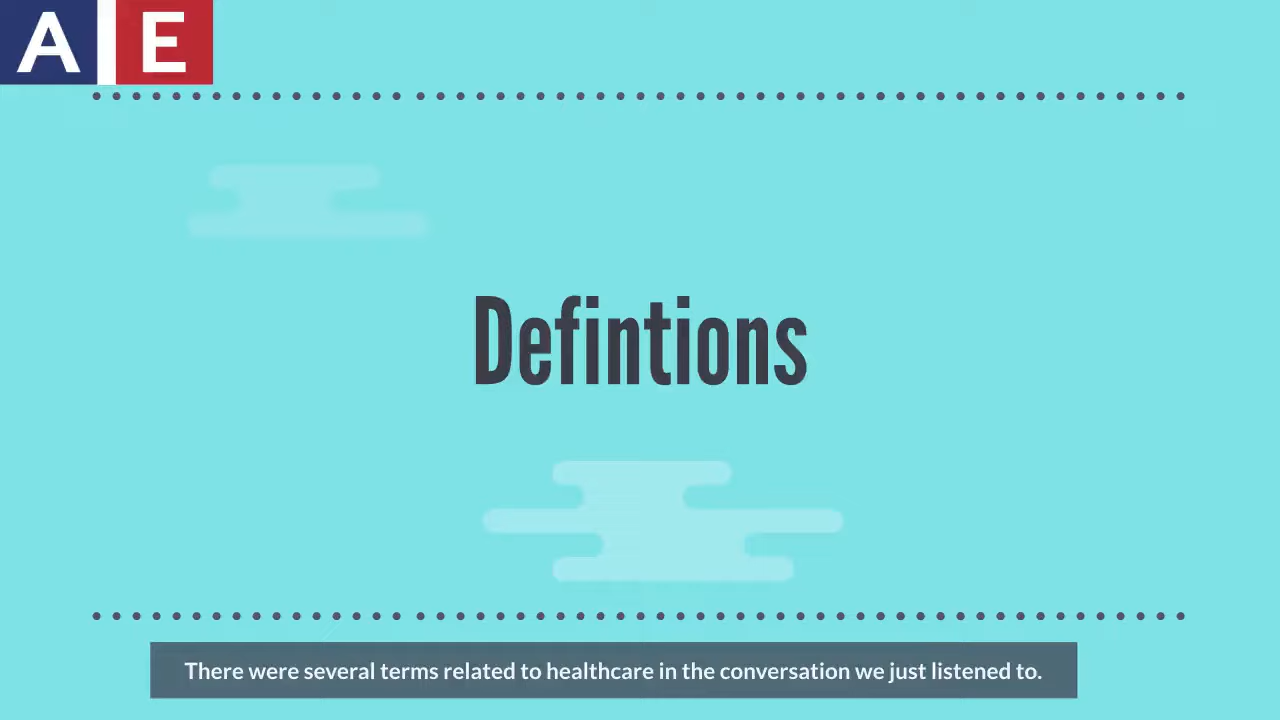 A E
Defintions
There were several terms related to healthcare in the conversation we just listened to.